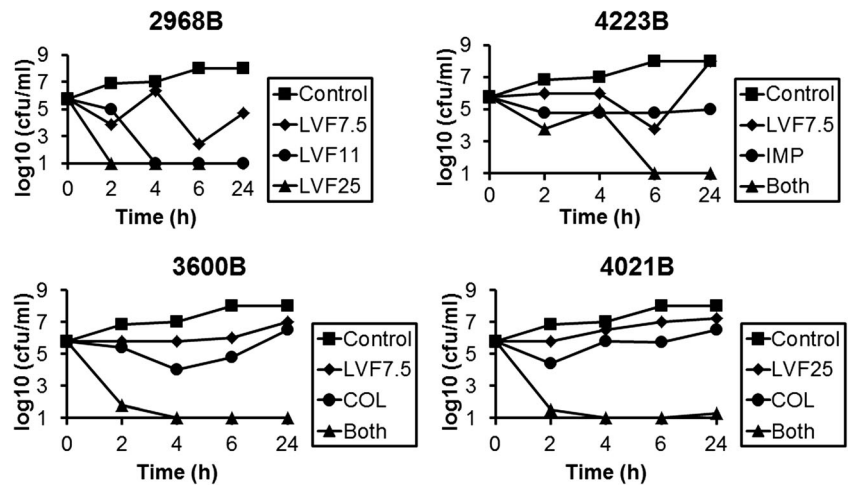 2968B
log10 (cfu/ml)
9
7
5
3
1
0 2 4 6 24
Time (h)
Control
LVF7.5
LVF11
LVF25
4223B
log10 (cfu/ml)
9
7
5
3
1
0 2 4 6 24
Time (h)
Control
LVF7.5
IMP
Both
3600B
log10 (cfu/ml)
9
7
5
3
1
0 2 4 6 24
Time (h)
Control
LVF7.5
COL
Both
4021B
log10 (cfu/ml)
9
7
5
3
1
0 2 4 6 24
Time (h)
Control
LVF25
COL
Both